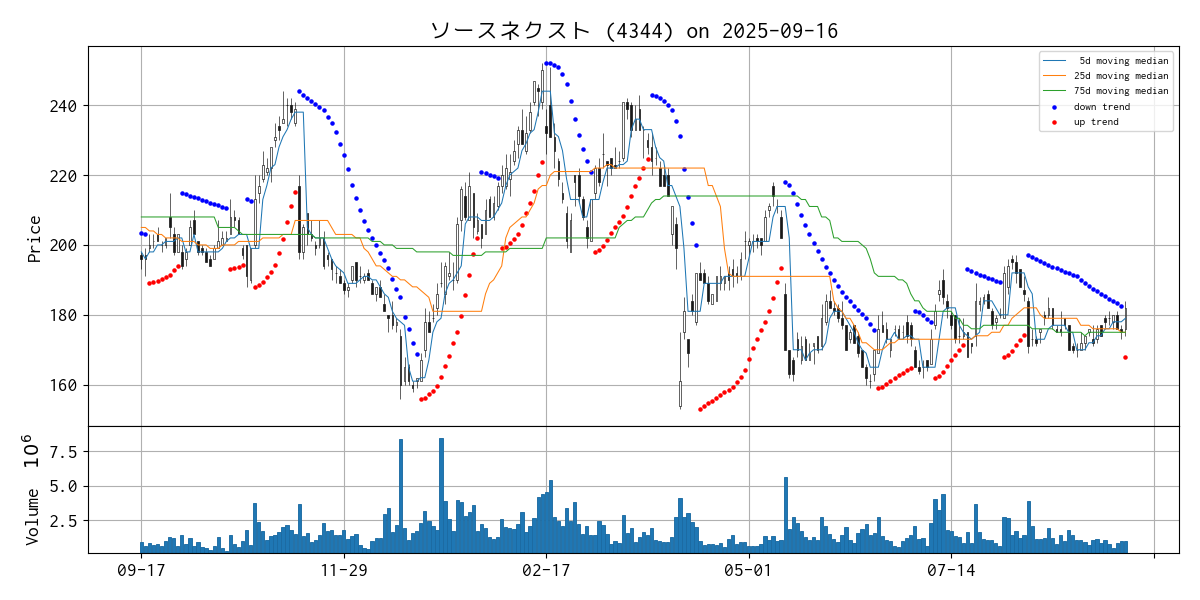 ソースネクスト (4344) on 2025-09-16
5d moving median
25d moving median
75d moving median
down trend
up trend
Price
240
220
200
180
160
Volume 10^6
7.5
5.0
2.5
09-17
11-29
02-17
05-01
07-14